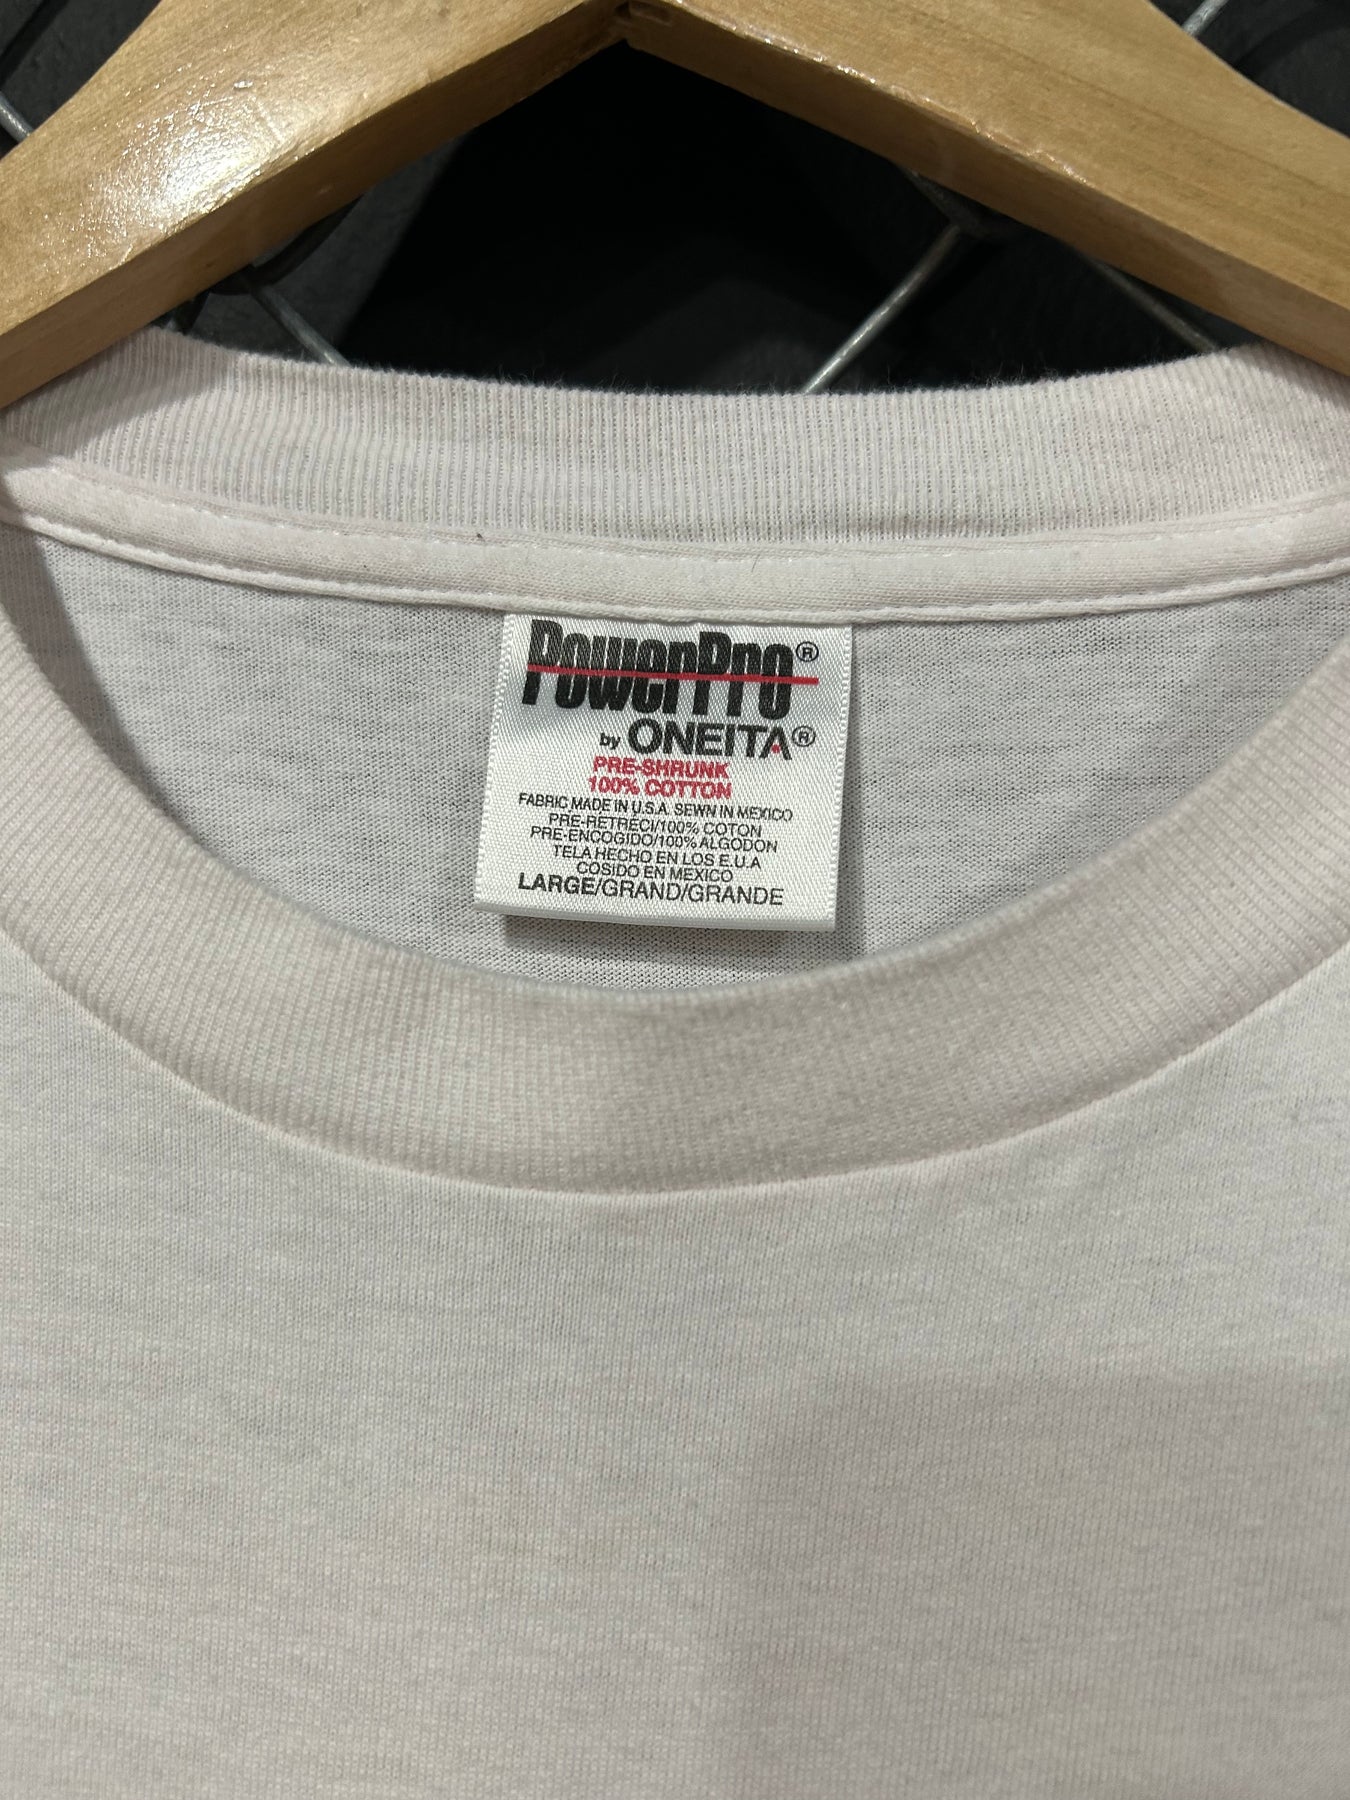 PowerPro®
by ONEITA®
PRE-SHRUNK
100% COTTON
FABRIC MADE IN U.S.A. SEWN IN MEXICO
PRE-RETRÉCI/100% COTON
PRE-ENCOGIDO/100% ALGODON
TELA HECHO EN LOS E.U.A
COSIDO EN MEXICO
LARGE/GRAND/GRANDE